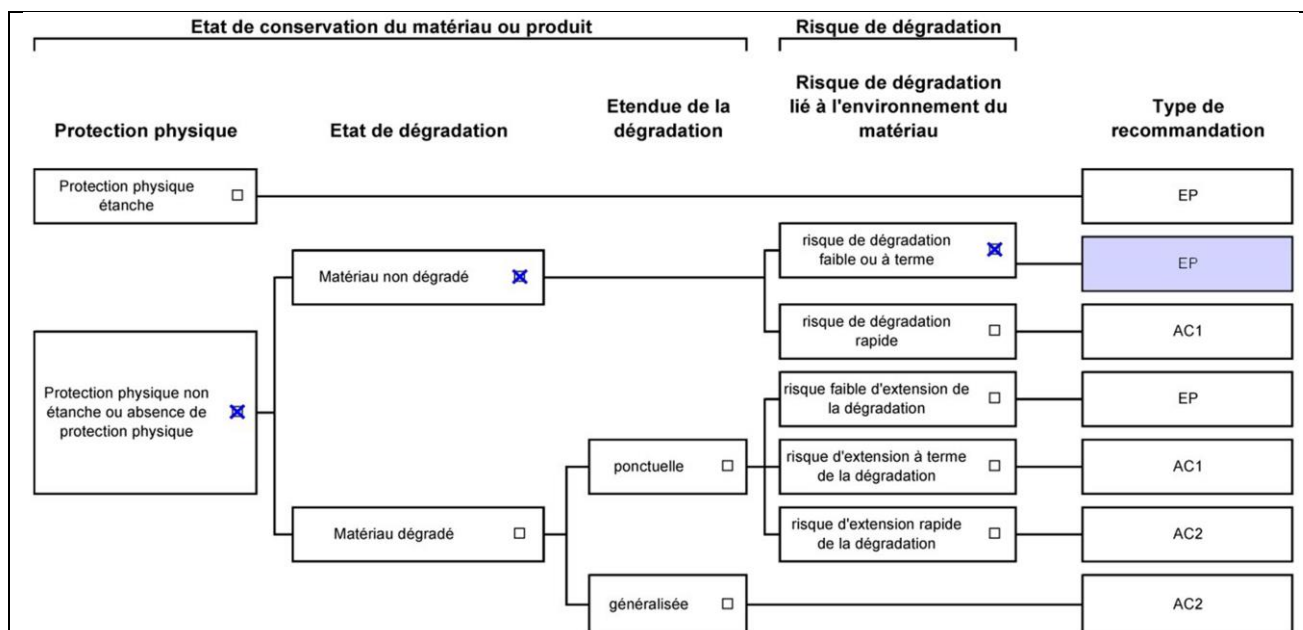 Etat de conservation du matériau ou produit
Risque de dégradation
Protection physique
Etat de dégradation
Etendue de la
dégradation
Risque de dégradation
lié à l'environnement du
matériau
Type de
recommandation
Protection physique
étanche
EP
risque de dégradation
faible ou à terme
EP
Matériau non dégradé
risque de dégradation
rapide
AC1
Protection physique non
étanche ou absence de
protection physique
risque faible d'extension de
la dégradation
EP
ponctuelle
risque d'extension à terme
de la dégradation
AC1
Matériau dégradé
risque d'extension rapide
de la dégradation
AC2
généralisée
AC2